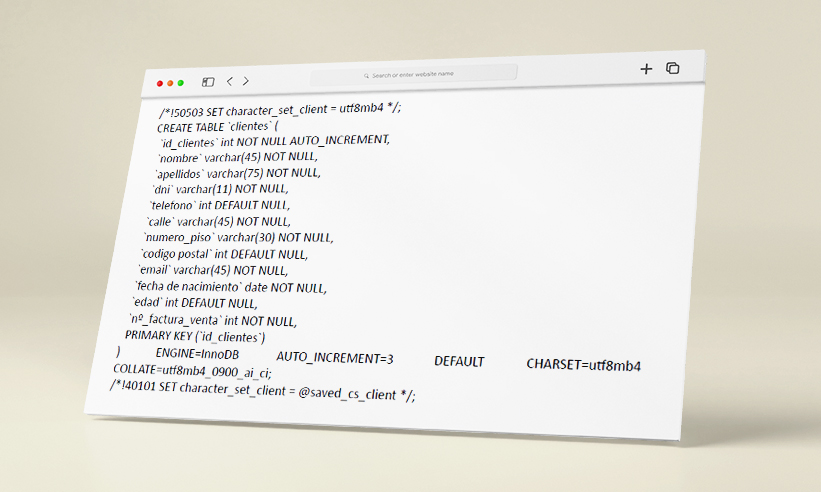 Search or enter website name
/*!50503 SET character_set_client = utf8mb4 */;
CREATE TABLE `clientes` (
`id_clientes` int NOT NULL AUTO_INCREMENT,
`nombre` varchar(45) NOT NULL,
`apellidos` varchar(75) NOT NULL,
`dni` varchar(11) NOT NULL,
`telefono` int DEFAULT NULL,
`calle` varchar(45) NOT NULL,
`numero_piso` varchar(30) NOT NULL,
`codigo postal` int DEFAULT NULL,
`email` varchar(45) NOT NULL,
`fecha de nacimiento` date NOT NULL,
`edad` int DEFAULT NULL,
`nº_factura_venta` int NOT NULL,
PRIMARY KEY (`id_clientes`)
) ENGINE=InnoDB AUTO_INCREMENT=3 DEFAULT CHARSET=utf8mb4
COLLATE=utf8mb4_0900_ai_ci;
/*!40101 SET character_set_client = @saved_cs_client */;